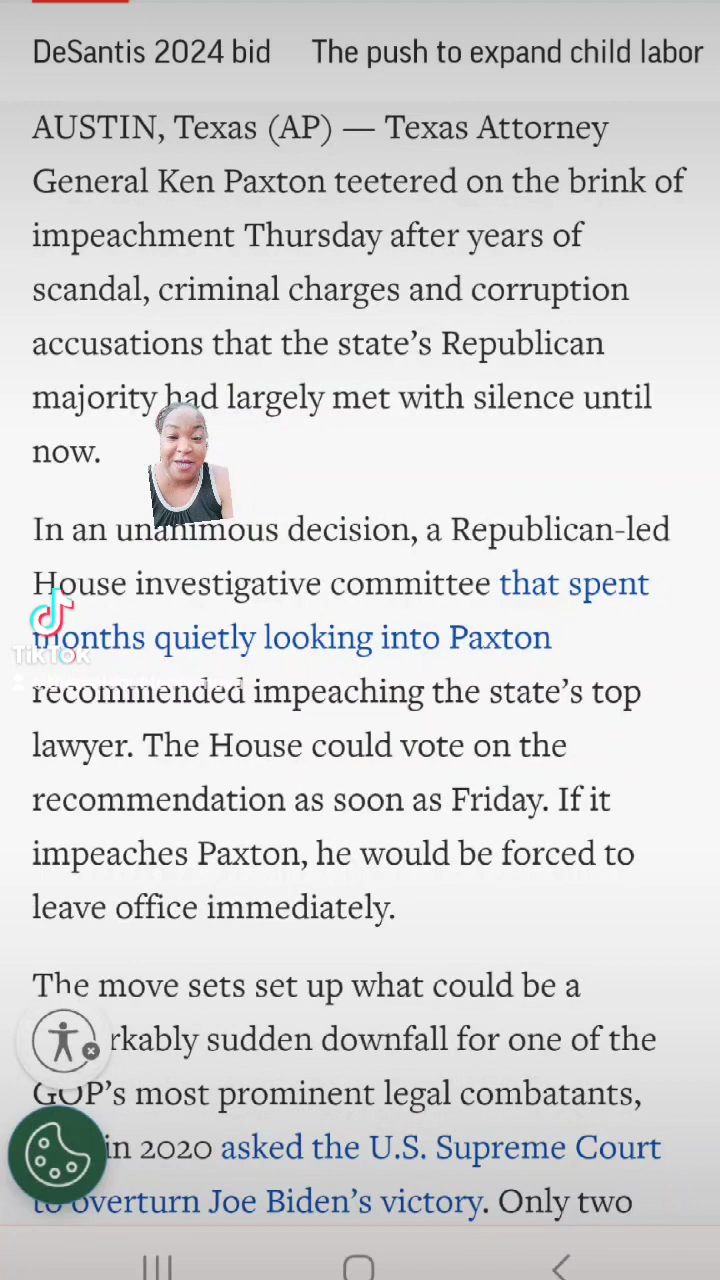 DeSantis 2024 bid The push to expand child labor
AUSTIN, Texas (AP) — Texas Attorney
General Ken Paxton teetered on the brink of
impeachment Thursday after years of
scandal, criminal charges and corruption
accusations that the state’s Republican
majority had largely met with silence until
now.
In an unanimous decision, a Republican-led
House investigative committee that spent
months quietly looking into Paxton
TikTok
recommended impeaching the state’s top
lawyer. The House could vote on the
recommendation as soon as Friday. If it
impeaches Paxton, he would be forced to
leave office immediately.
The move sets set up what could be a
rkably sudden downfall for one of the
GOP’s most prominent legal combatants,
in 2020 asked the U.S. Supreme Court
to overturn Joe Biden’s victory. Only two